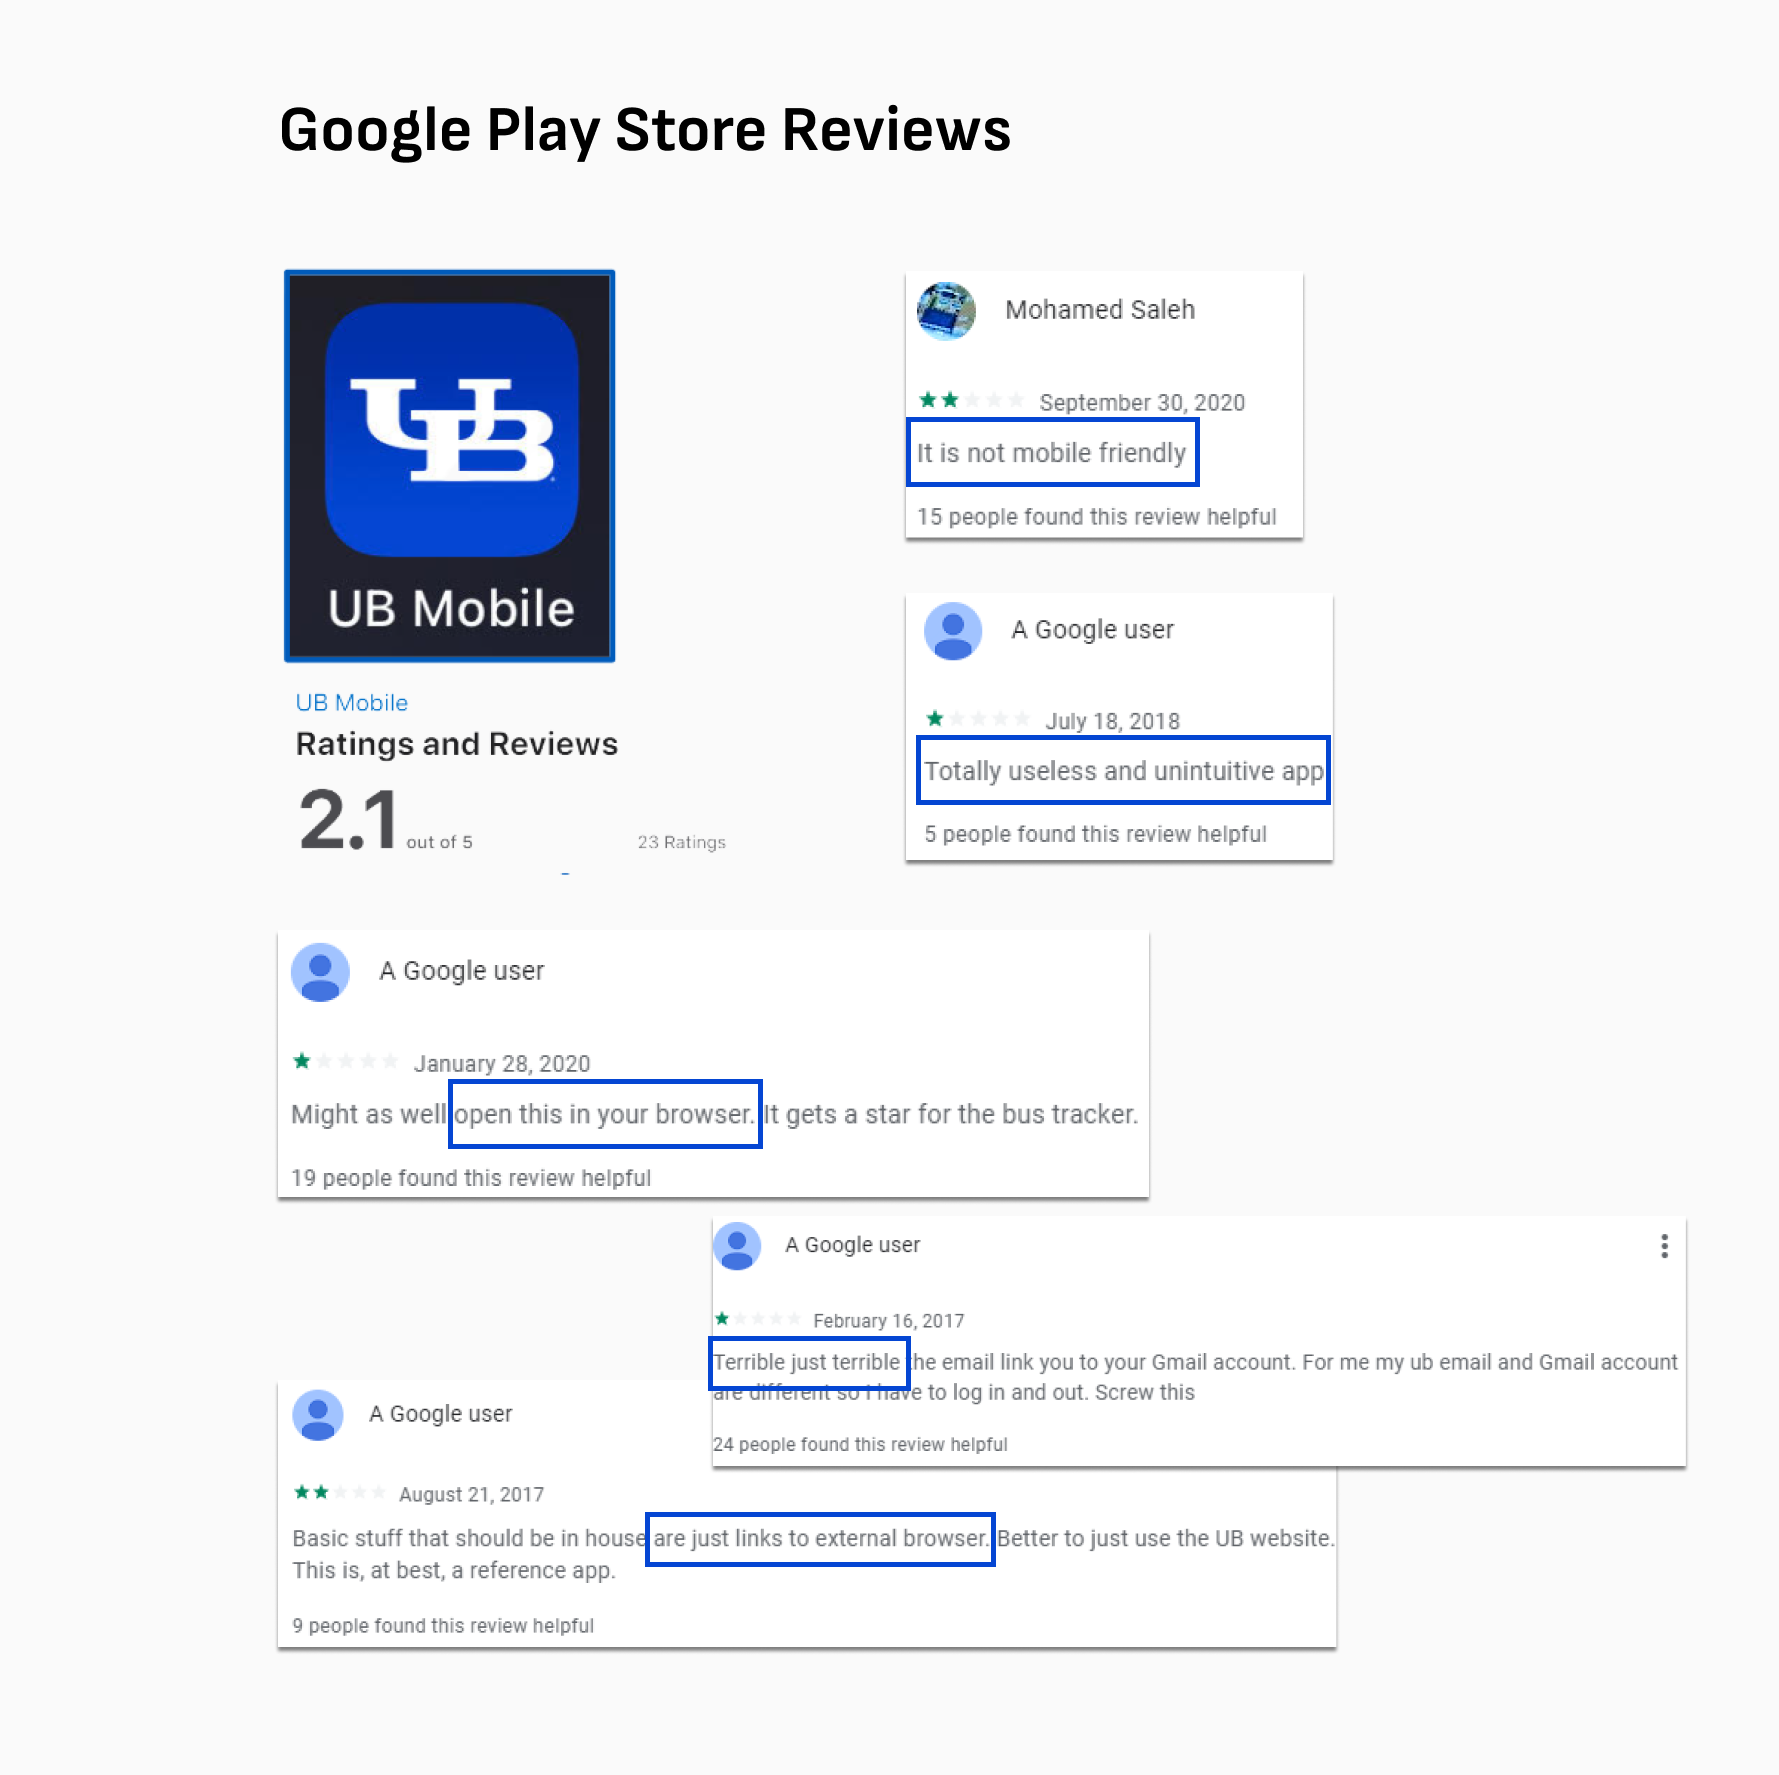 Google Play Store Reviews
UB
UB Mobile
UB Mobile
Ratings and Reviews
2.1 out of 5
23 Ratings
Mohamed Saleh
September 30, 2020
It is not mobile friendly
15 people found this review helpful
A Google user
July 18, 2018
Totally useless and unintuitive app
5 people found this review helpful
A Google user
January 28, 2020
Might as well open this in your browser. It gets a star for the bus tracker.
19 people found this review helpful
A Google user
February 16, 2017
Terrible just terrible the email link you to your Gmail account. For me my ub email and Gmail account
are different so I have to log in and out. Screw this
24 people found this review helpful
A Google user
August 21, 2017
Basic stuff that should be in house are just links to external browser. Better to just use the UB website.
This is, at best, a reference app.
9 people found this review helpful